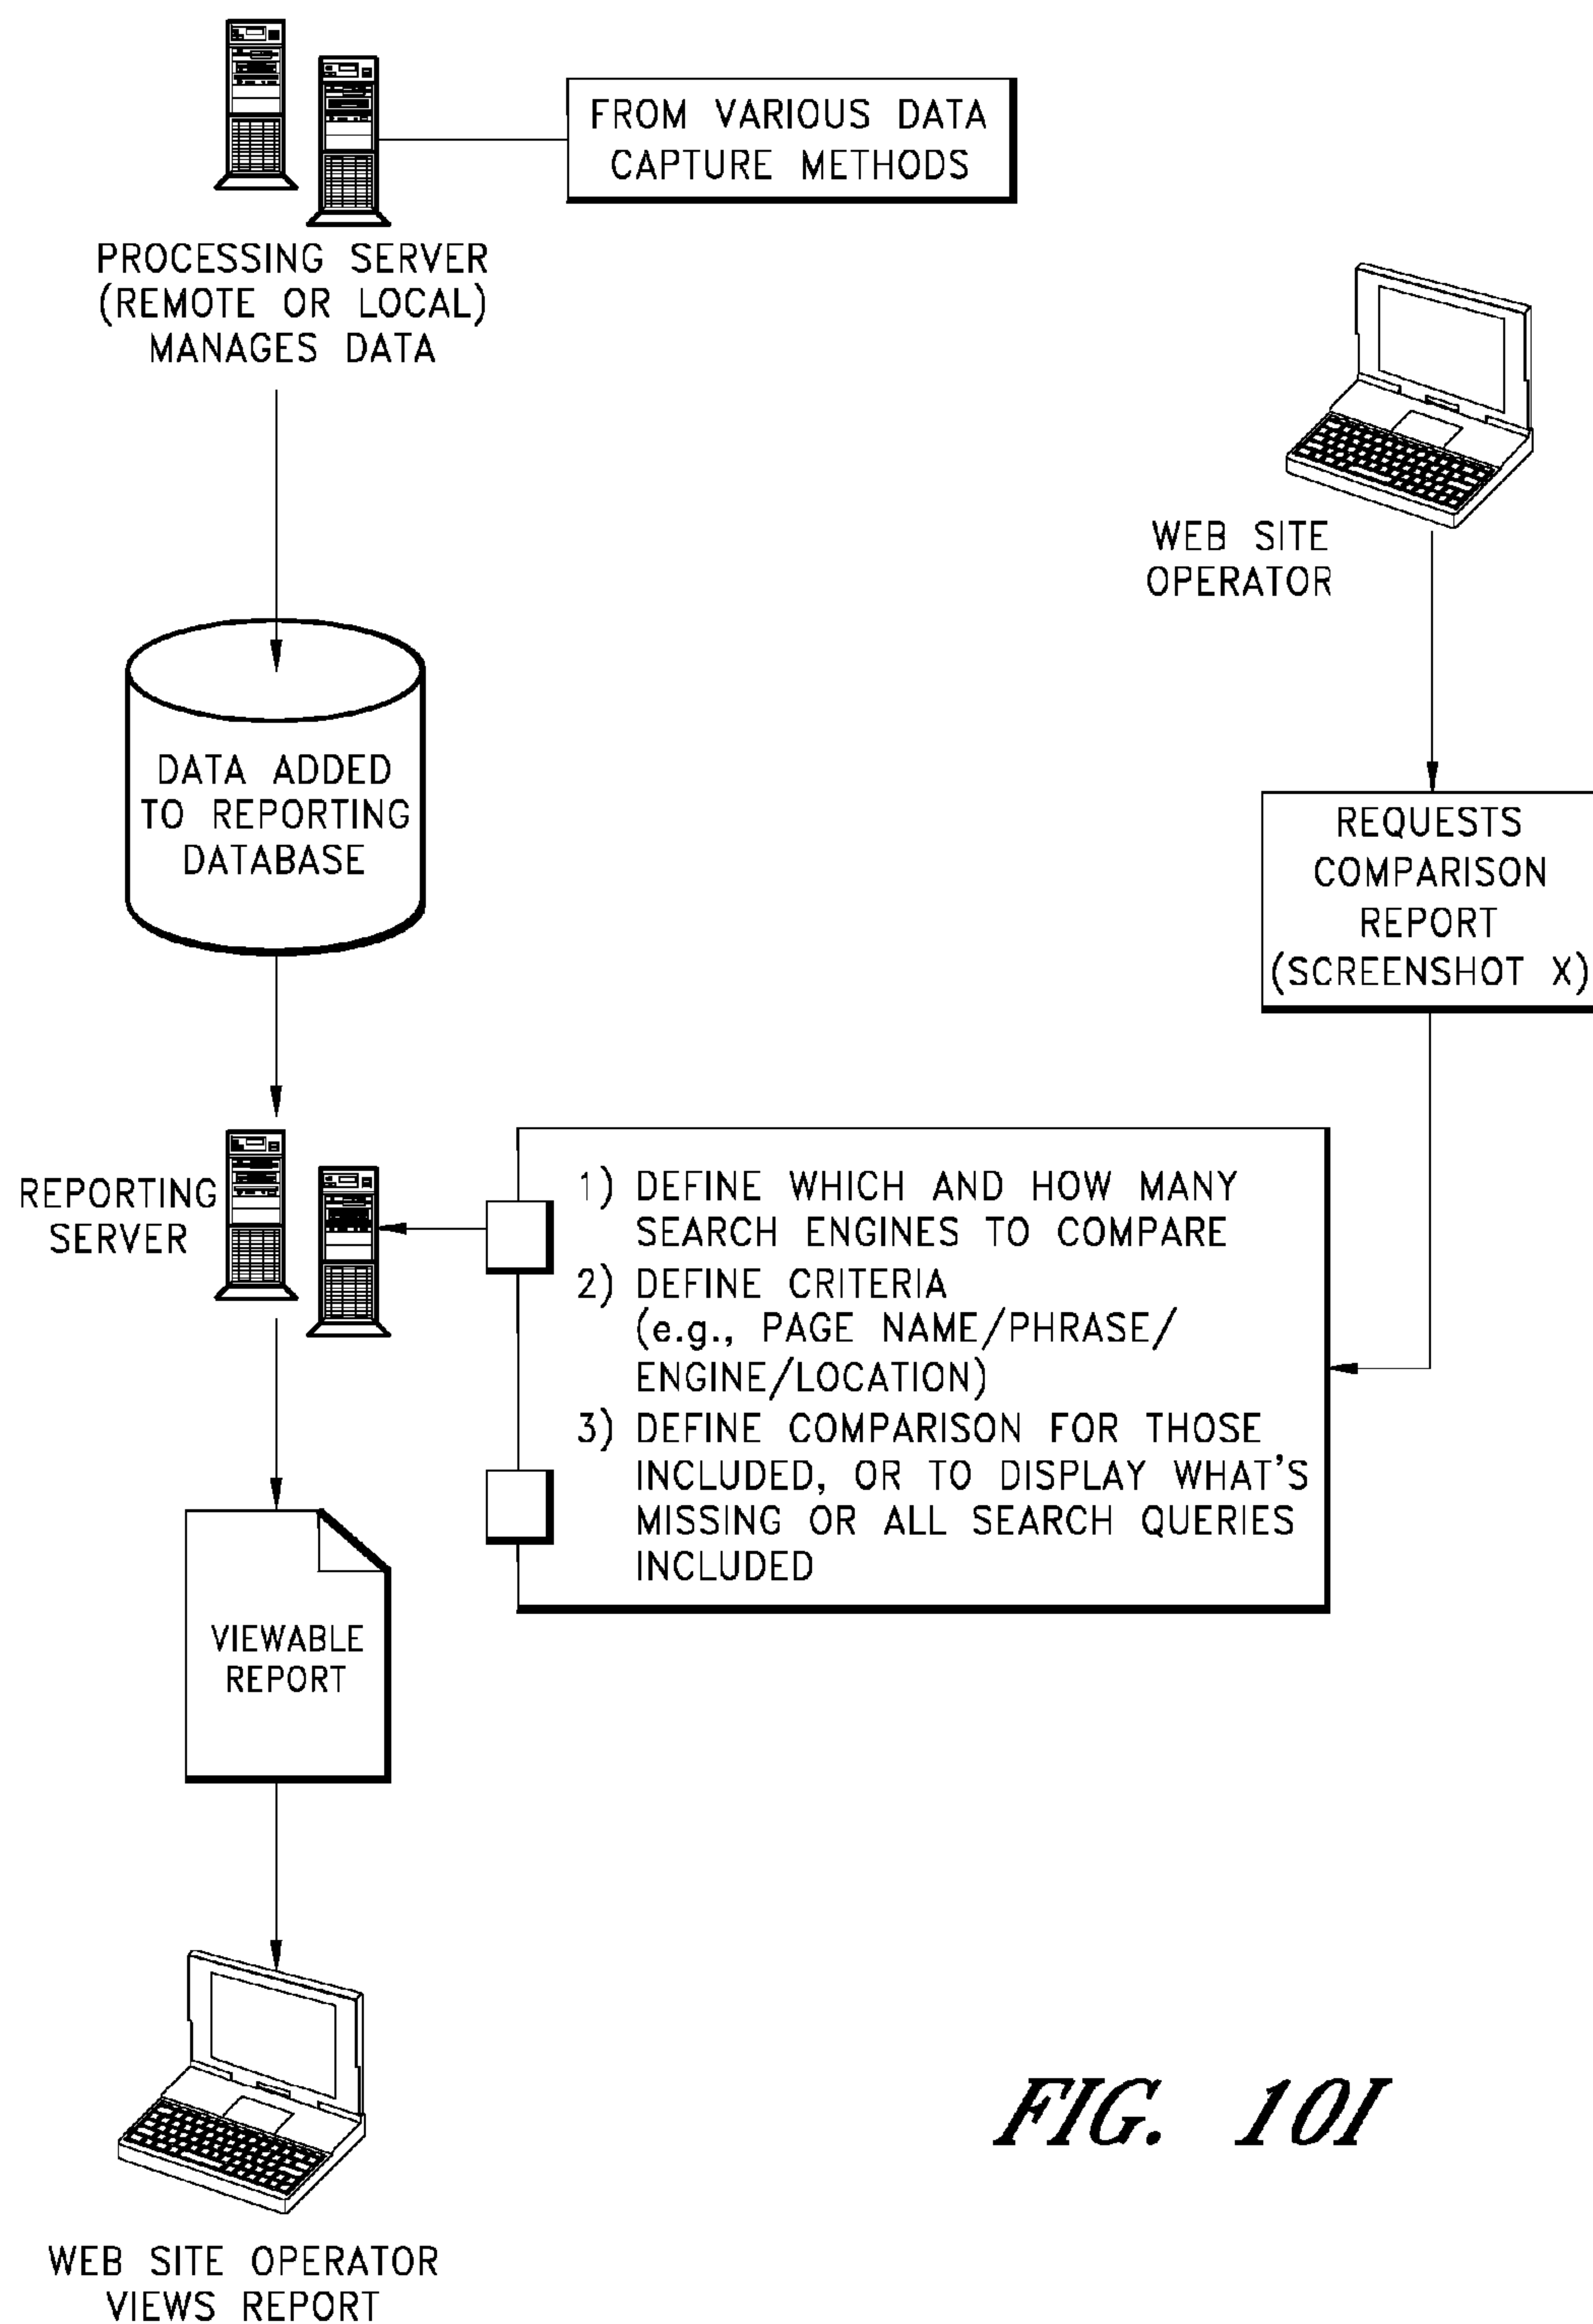 FROM VARIOUS DATA
CAPTURE METHODS
PROCESSING SERVER
(REMOTE OR LOCAL)
MANAGES DATA
WEB SITE
OPERATOR
DATA ADDED
TO REPORTING
DATABASE
REQUESTS
COMPARISON
REPORT
(SCREENSHOT X)
REPORTING
SERVER
1) DEFINE WHICH AND HOW MANY
SEARCH ENGINES TO COMPARE
2) DEFINE CRITERIA
(e.g., PAGE NAME/PHRASE/
ENGINE/LOCATION)
3) DEFINE COMPARISON FOR THOSE
INCLUDED, OR TO DISPLAY WHAT'S
MISSING OR ALL SEARCH QUERIES
INCLUDED
VIEWABLE
REPORT
WEB SITE OPERATOR
VIEWS REPORT
FIG. 10I